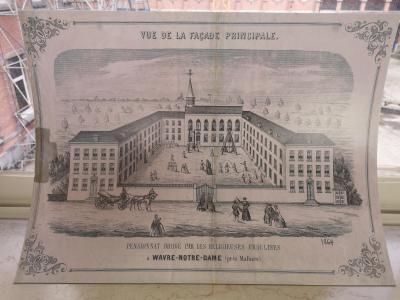 VUE DE LA FAÇADE PRINCIPALE.
PENSIONNAT DIRIGÉ PAR LES RELIGIEUSES URSULINES
à WAVRE-NOTRE-DAME (près Malines)
1864